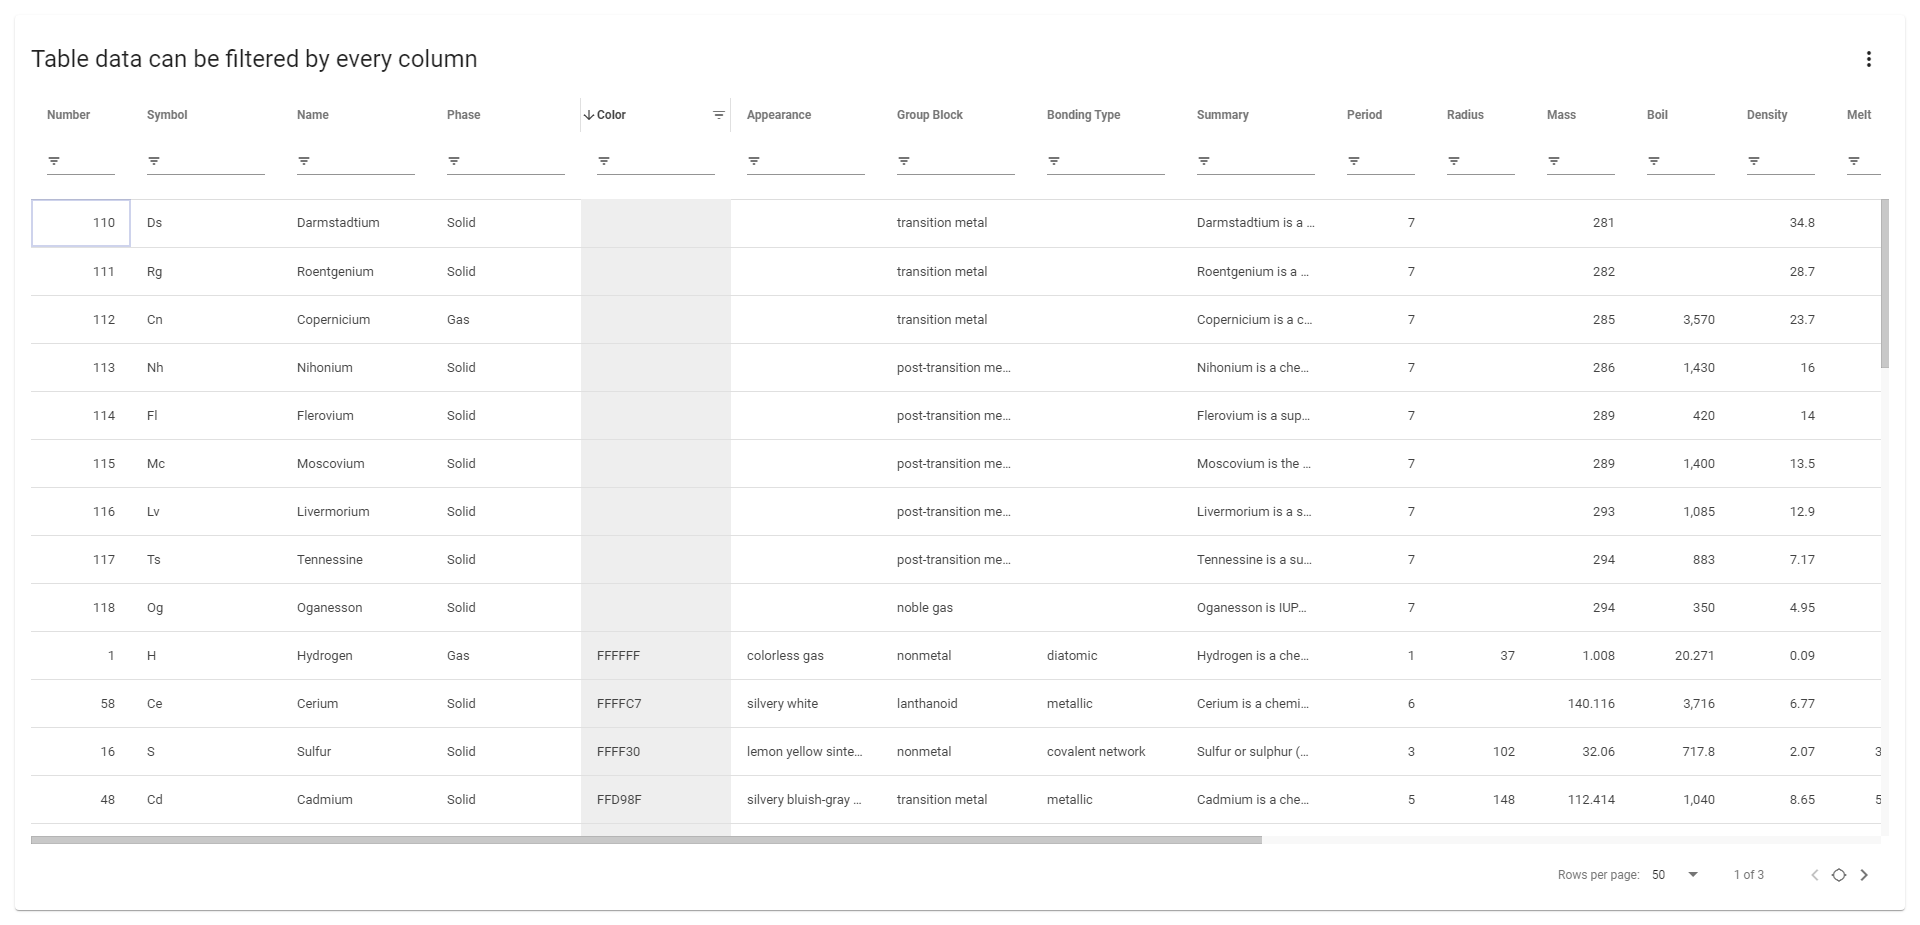 Table data can be filtered by every column
Number Symbol Name Phase Color Appearance Group Block Bonding Type Summary Period Radius Mass Boil Density Melt
110 Ds Darmstadtium Solid transition metal Darmstadtium is a ... 7 281 34.8
111 Rg Roentgenium Solid transition metal Roentgenium is a ... 7 282 28.7
112 Cn Copernicium Gas transition metal Copernicium is a c... 7 285 3,570 23.7
113 Nh Nihonium Solid post-transition me... Nihonium is a che... 7 286 1,430 16
114 Fl Flerovium Solid post-transition me... Flerovium is a sup... 7 289 420 14
115 Mc Moscovium Solid post-transition me... Moscovium is the ... 7 289 1,400 13.5
116 Lv Livermorium Solid post-transition me... Livermorium is a s... 7 293 1,085 12.9
117 Ts Tennessine Solid post-transition me... Tennessine is a su... 7 294 883 7.17
118 Og Oganesson Solid noble gas Oganesson is IUP... 7 294 350 4.95
1 H Hydrogen Gas FFFFFF colorless gas nonmetal diatomic Hydrogen is a che... 1 37 1.008 20.271 0.09
58 Ce Cerium Solid FFFFC7 silvery white lanthanoid metallic Cerium is a chemi... 6 140.116 3,716 6.77
16 S Sulfur Solid FFFF30 lemon yellow sinte... nonmetal covalent network Sulfur or sulphur (... 3 102 32.06 717.8 2.07 3
48 Cd Cadmium Solid FFD98F silvery bluish-gray ... transition metal metallic Cadmium is a che... 5 148 112.414 1,040 8.65 5
Rows per page: 50 1 of 3